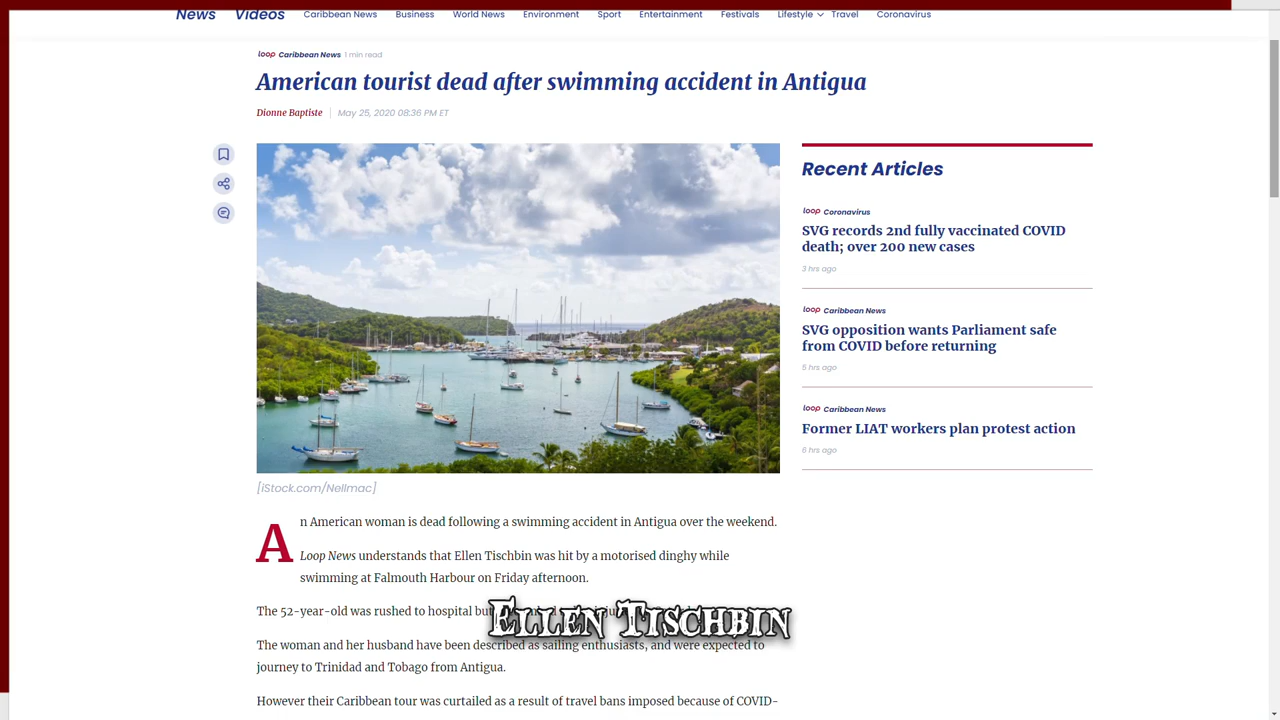 News Videos Caribbean News Business World News Environment Sport Entertainment Festivals Lifestyle Travel Coronavirus
loop Caribbean News 1 min read
American tourist dead after swimming accident in Antigua
Dionne Baptiste | May 25, 2020 08:36 PM ET
Recent Articles
loop Coronavirus
SVG records 2nd fully vaccinated COVID
death; over 200 new cases
3 hrs ago
loop Caribbean News
SVG opposition wants Parliament safe
from COVID before returning
5 hrs ago
loop Caribbean News
Former LIAT workers plan protest action
6 hrs ago
[iStock.com/Nellmac]
An American woman is dead following a swimming accident in Antigua over the weekend.
Loop News understands that Ellen Tischbin was hit by a motorised dinghy while
swimming at Falmouth Harbour on Friday afternoon.
The 52-year-old was rushed to hospital
Ellen Tischbin
The woman and her husband have been described as sailing enthusiasts, and were expected to
journey to Trinidad and Tobago from Antigua.
However their Caribbean tour was curtailed as a result of travel bans imposed because of COVID-